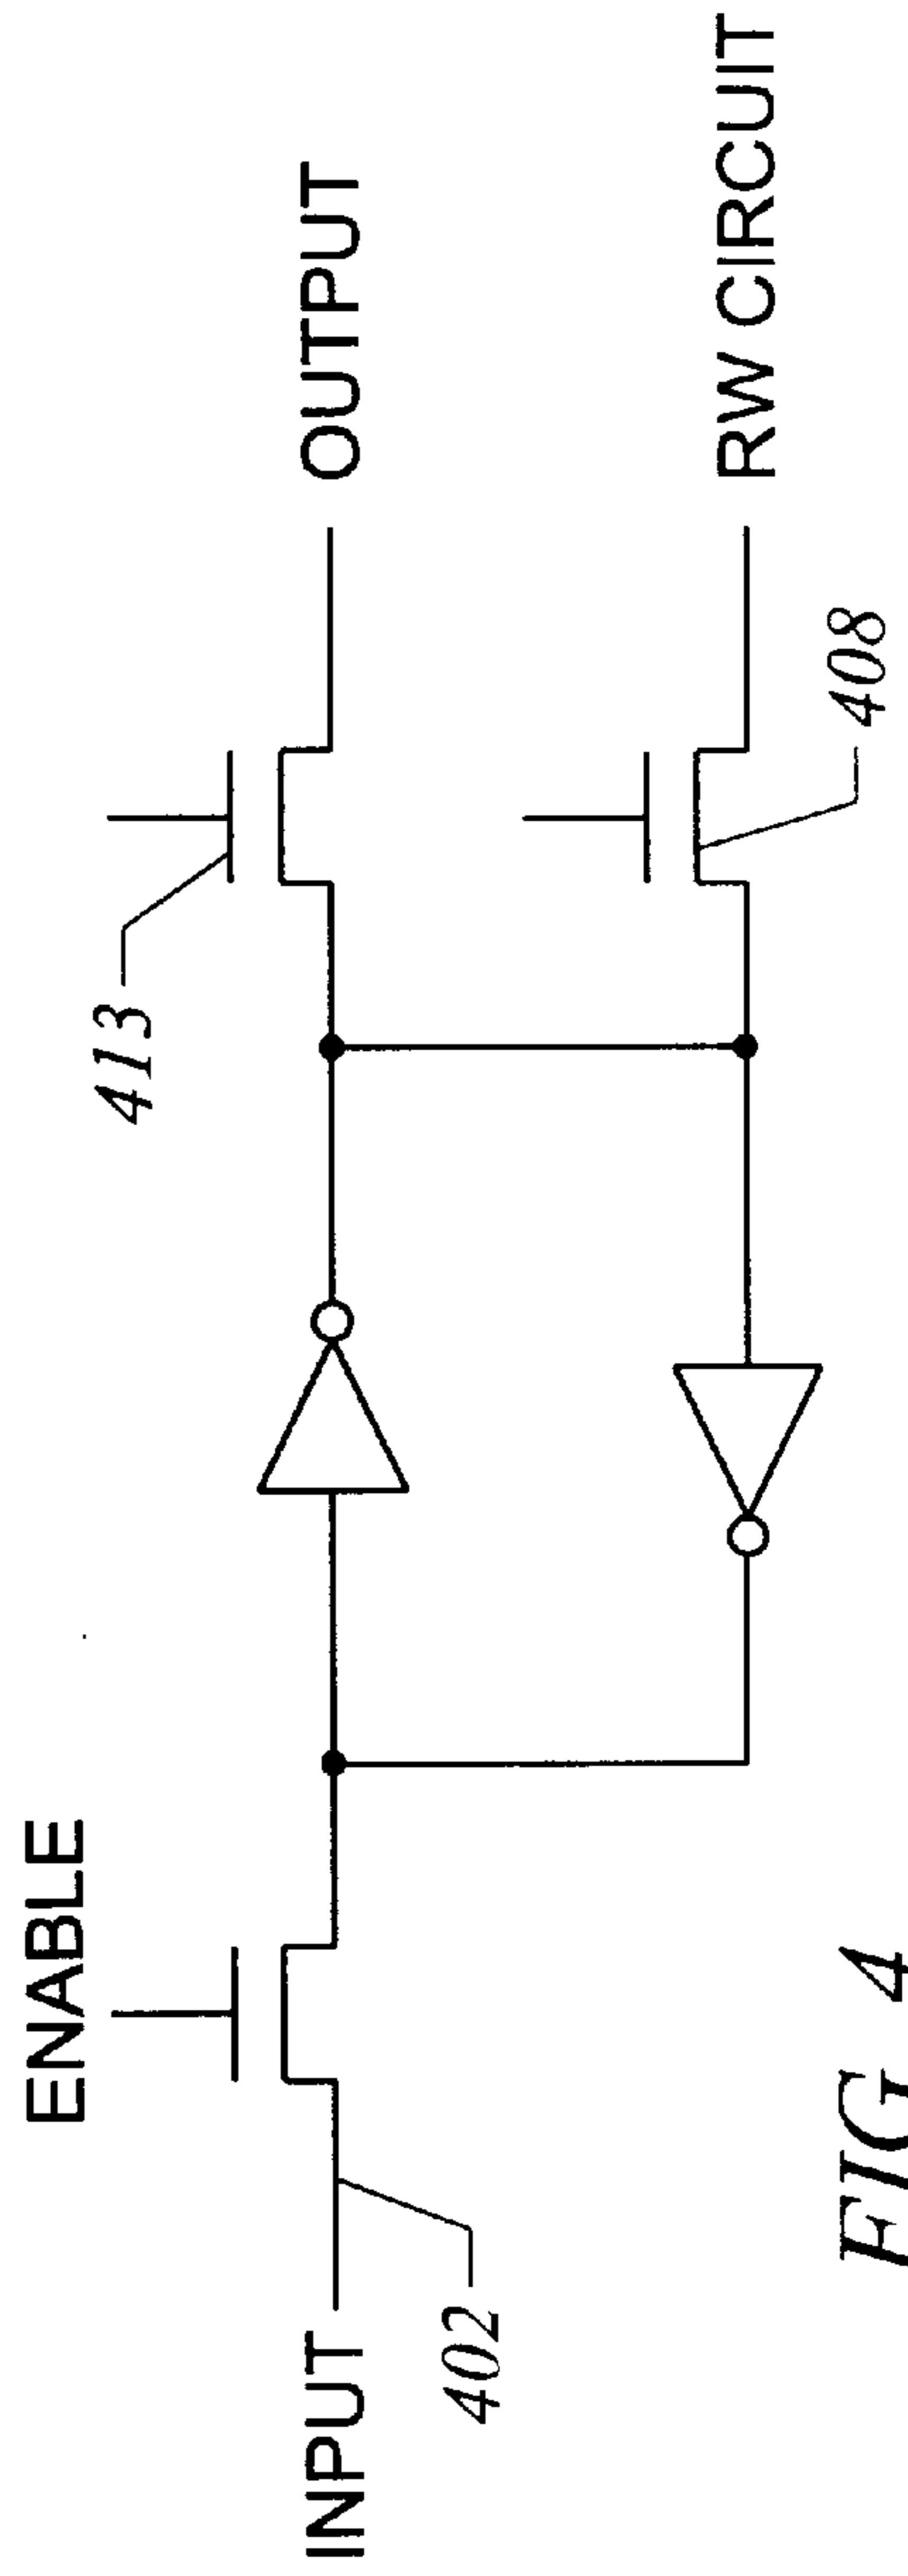 ENABLE
INPUT
402
413
OUTPUT
408
RW CIRCUIT
FIG 4